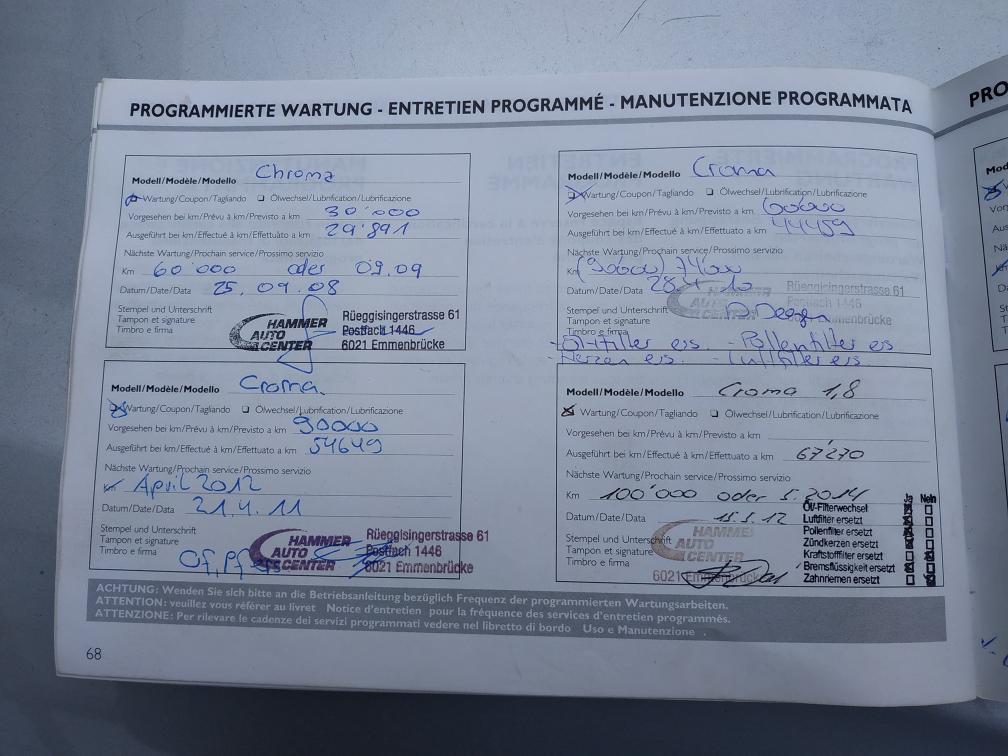 PROGRAMMIERTE WARTUNG - ENTRETIEN PROGRAMMÉ - MANUTENZIONE PROGRAMMATA
PRO
Modell/Modèle/Modello Chroma
Wartung/Coupon/Tagliando Ölwechsel/Lubrification/Lubrificazione
Vorgesehen bei km/Prévu à km/Previsto a km 30'000
Ausgeführt bei km/Effectué à km/Effettuato a km 29'891
Nächste Wartung/Prochain service/Prossimo servizio
Km 60'000 oder 09.09
Datum/Date/Data 25.09.08
Stempel und Unterschrift
Tampon et signature
Timbro e firma
HAMMER
AUTO
CENTER
Rüeggisingerstrasse 61
Postfach 1446
6021 Emmenbrücke
Modell/Modèle/Modello Croma
Wartung/Coupon/Tagliando Ölwechsel/Lubrification/Lubrificazione
Vorgesehen bei km/Prévu à km/Previsto a km 60000
Ausgeführt bei km/Effectué à km/Effettuato a km 44459
Nächste Wartung/Prochain service/Prossimo servizio
Km (90000)
Datum/Date/Data 10
Stempel und Unterschrift
Tampon et signature
Timbro e firma
Rüeggisingerstrasse 61
1446
Emmenbrücke
- Ölfilter ers. - Pollenfilter ers
- Kerzen ers. - Luftfilter ers
Modell/Modèle/Modello Croma.
Wartung/Coupon/Tagliando Ölwechsel/Lubrification/Lubrificazione
Vorgesehen bei km/Prévu à km/Previsto a km 90000
Ausgeführt bei km/Effectué à km/Effettuato a km 54649
Nächste Wartung/Prochain service/Prossimo servizio
Km April 2012
Datum/Date/Data 21.4.11
Stempel und Unterschrift
Tampon et signature
Timbro e firma
HAMMER
AUTO
CENTER
Rüeggisingerstrasse 61
Postfach 1446
6021 Emmenbrücke
Modell/Modèle/Modello Croma 1,8
Wartung/Coupon/Tagliando Ölwechsel/Lubrification/Lubrificazione
Vorgesehen bei km/Prévu à km/Previsto a km
Ausgeführt bei km/Effectué à km/Effettuato a km 67'270
Nächste Wartung/Prochain service/Prossimo servizio
Km 100'000 oder 5.2014
Datum/Date/Data 15.5.12
Stempel und Unterschrift
Tampon et signature
Timbro e firma
HAMMER
AUTO
CENTER
6021 Emmenbrücke
Ja Nein
Öl/-Filterwechsel
Luftfilter ersetzt
Pollenfilter ersetzt
Zündkerzen ersetzt
Kraftstofffilter ersetzt
Bremsflüssigkeit ersetzt
Zahnriemen ersetzt
ACHTUNG: Wenden Sie sich bitte an die Betriebsanleitung bezüglich Frequenz der programmierten Wartungsarbeiten.
ATTENTION: veuillez vous référer au livret Notice d'entretien pour la fréquence des services d'entretien programmés.
ATTENZIONE: Per rilevare le cadenze dei servizi programmati vedere nel libretto di bordo Uso e Manutenzione .
68